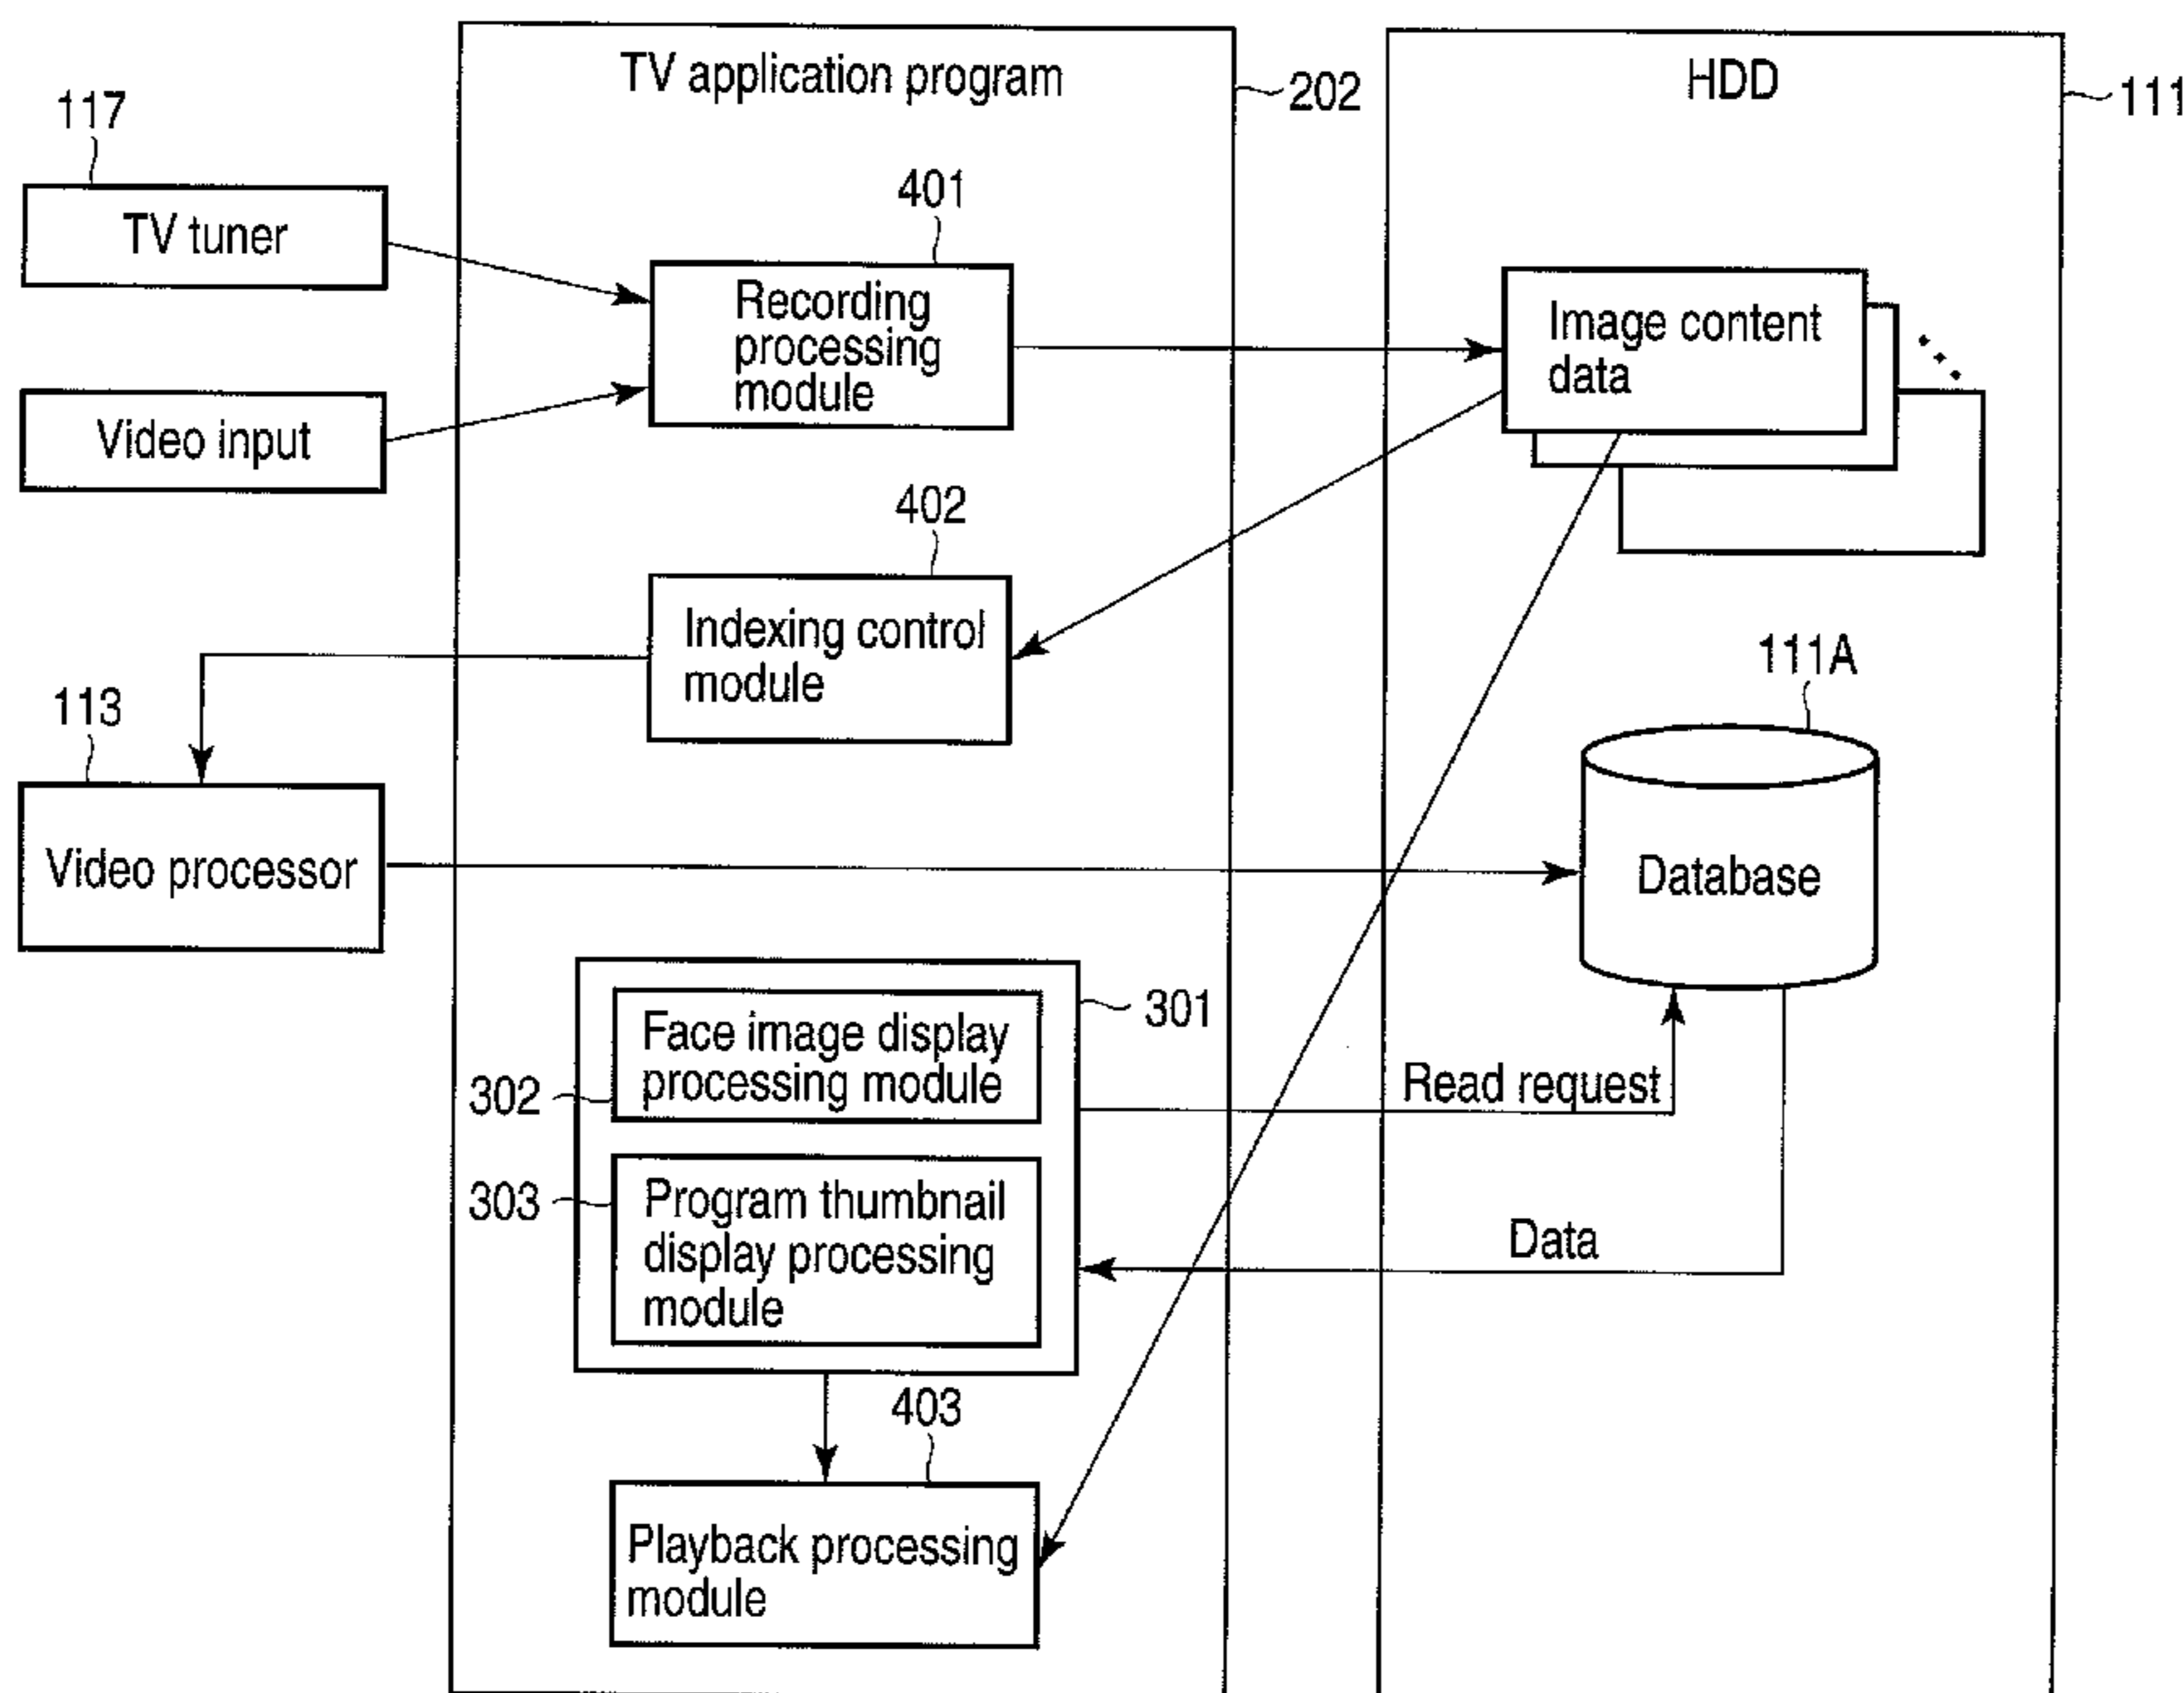 TV application program
202
HDD
111
117
TV tuner
401
Recording
processing
module
Image content
data
Video input
402
Indexing control
module
111A
113
Video processor
Database
301
Face image display
processing module
302
Read request
303
Program thumbnail
display processing
module
Data
403
Playback processing
module